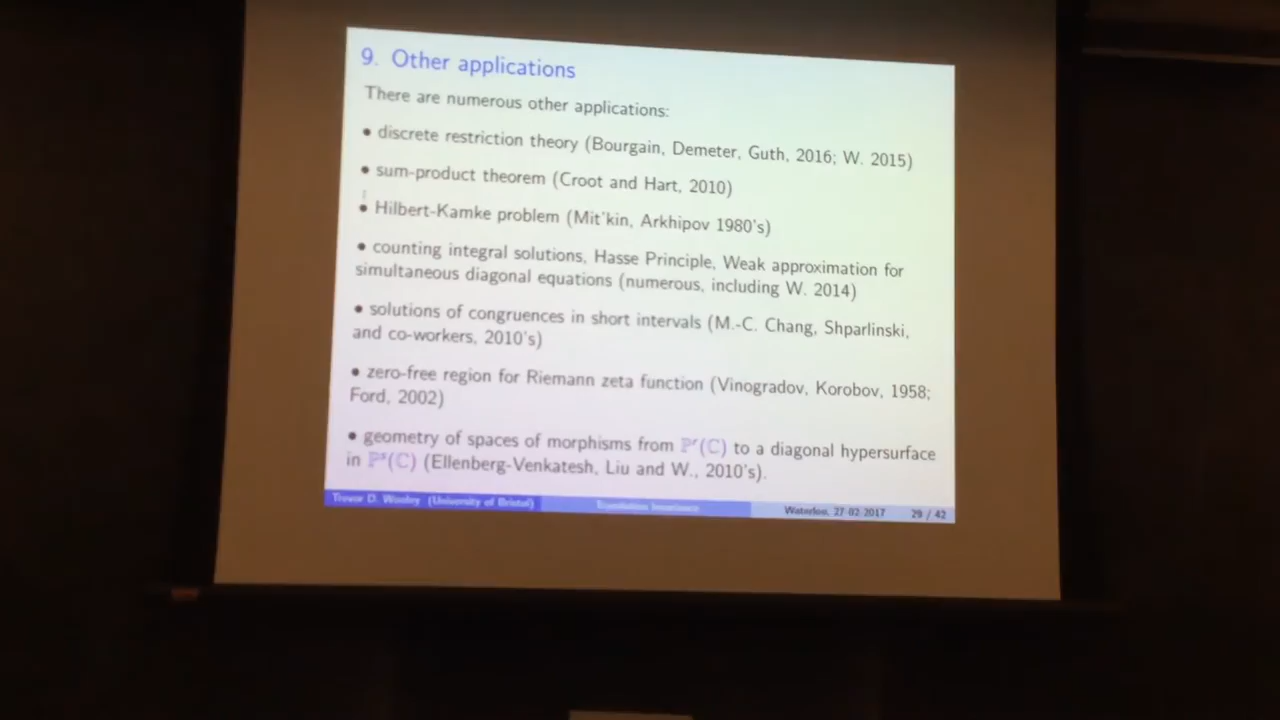 9. Other applications
There are numerous other applications:
• discrete restriction theory (Bourgain, Demeter, Guth, 2016; W. 2015)
• sum-product theorem (Croot and Hart, 2010)
• Hilbert-Kamke problem (Mit'kin, Arkhipov 1980's)
• counting integral solutions, Hasse Principle, Weak approximation for
simultaneous diagonal equations (numerous, including W. 2014)
• solutions of congruences in short intervals (M.-C. Chang, Shparlinski,
and co-workers, 2010's)
• zero-free region for Riemann zeta function (Vinogradov, Korobov, 1958;
Ford, 2002)
• geometry of spaces of morphisms from ℙʳ(ℂ) to a diagonal hypersurface
in ℙˢ(ℂ) (Ellenberg-Venkatesh, Liu and W., 2010's).
Trevor D. Wooley (University of Bristol) Translation Invariance Waterloo, 27-02-2017 29 / 42